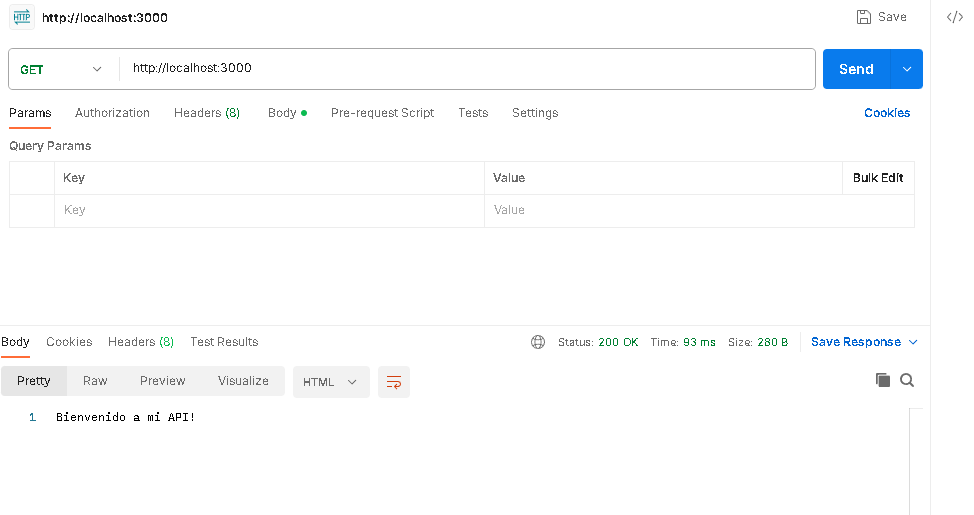 HTTP http://localhost:3000 Save </>
GET http://localhost:3000 Send
Params Authorization Headers (8) Body Pre-request Script Tests Settings Cookies
Query Params
Key Value Bulk Edit
Key Value
Body Cookies Headers (8) Test Results Status: 200 OK Time: 93 ms Size: 280 B Save Response
Pretty Raw Preview Visualize HTML
1 Bienvenido a mi API!